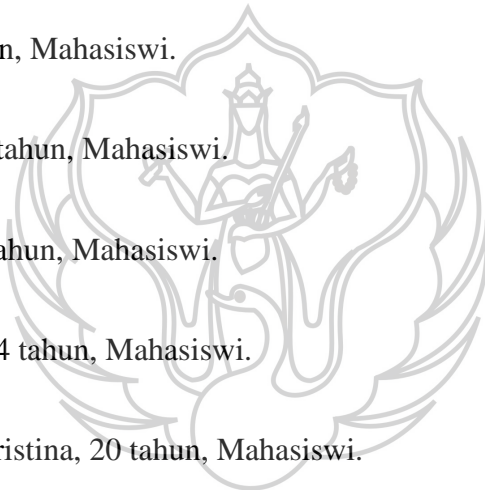 n, Mahasiswi.
tahun, Mahasiswi.
ahun, Mahasiswi.
4 tahun, Mahasiswi.
ristina, 20 tahun, Mahasiswi.